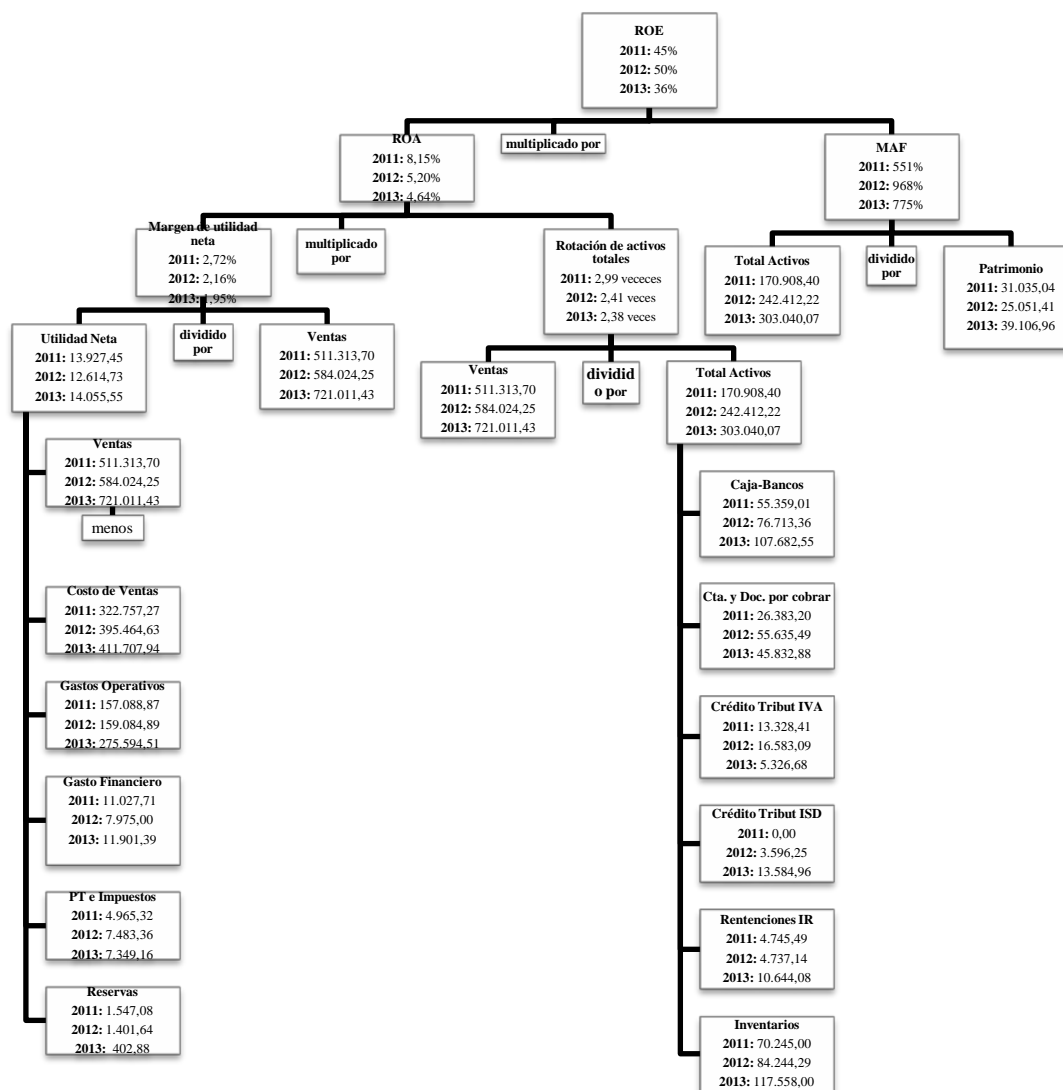 ROE
2011: 45%
2012: 50%
2013: 36%
ROA
2011: 8,15%
2012: 5,20%
2013: 4,64%
multiplicado por
MAF
2011: 551%
2012: 968%
2013: 775%
Margen de utilidad
neta
2011: 2,72%
2012: 2,16%
2013: 1,95%
multiplicado
por
Rotación de activos
totales
2011: 2,99 vececes
2012: 2,41 veces
2013: 2,38 veces
Total Activos
2011: 170.908,40
2012: 242.412,22
2013: 303.040,07
dividido
por
Patrimonio
2011: 31.035,04
2012: 25.051,41
2013: 39.106,96
Utilidad Neta
2011: 13.927,45
2012: 12.614,73
2013: 14.055,55
dividido
por
Ventas
2011: 511.313,70
2012: 584.024,25
2013: 721.011,43
Ventas
2011: 511.313,70
2012: 584.024,25
2013: 721.011,43
dividid
o por
Total Activos
2011: 170.908,40
2012: 242.412,22
2013: 303.040,07
Ventas
2011: 511.313,70
2012: 584.024,25
2013: 721.011,43
menos
Costo de Ventas
2011: 322.757,27
2012: 395.464,63
2013: 411.707,94
Gastos Operativos
2011: 157.088,87
2012: 159.084,89
2013: 275.594,51
Gasto Financiero
2011: 11.027,71
2012: 7.975,00
2013: 11.901,39
PT e Impuestos
2011: 4.965,32
2012: 7.483,36
2013: 7.349,16
Reservas
2011: 1.547,08
2012: 1.401,64
2013: 402,88
Caja-Bancos
2011: 55.359,01
2012: 76.713,36
2013: 107.682,55
Cta. y Doc. por cobrar
2011: 26.383,20
2012: 55.635,49
2013: 45.832,88
Crédito Tribut IVA
2011: 13.328,41
2012: 16.583,09
2013: 5.326,68
Crédito Tribut ISD
2011: 0,00
2012: 3.596,25
2013: 13.584,96
Rentenciones IR
2011: 4.745,49
2012: 4.737,14
2013: 10.644,08
Inventarios
2011: 70.245,00
2012: 84.244,29
2013: 117.558,00